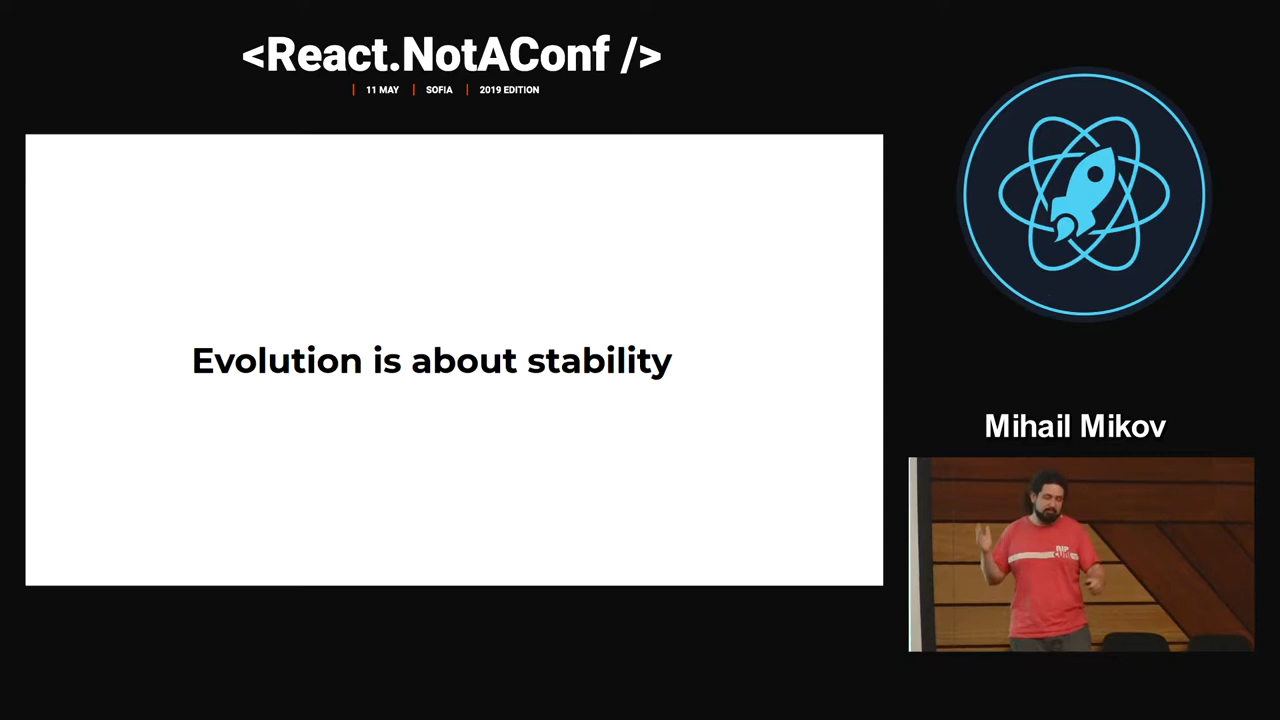 <React.NotAConf />
| 11 MAY | SOFIA | 2019 EDITION
Evolution is about stability
Mihail Mikov